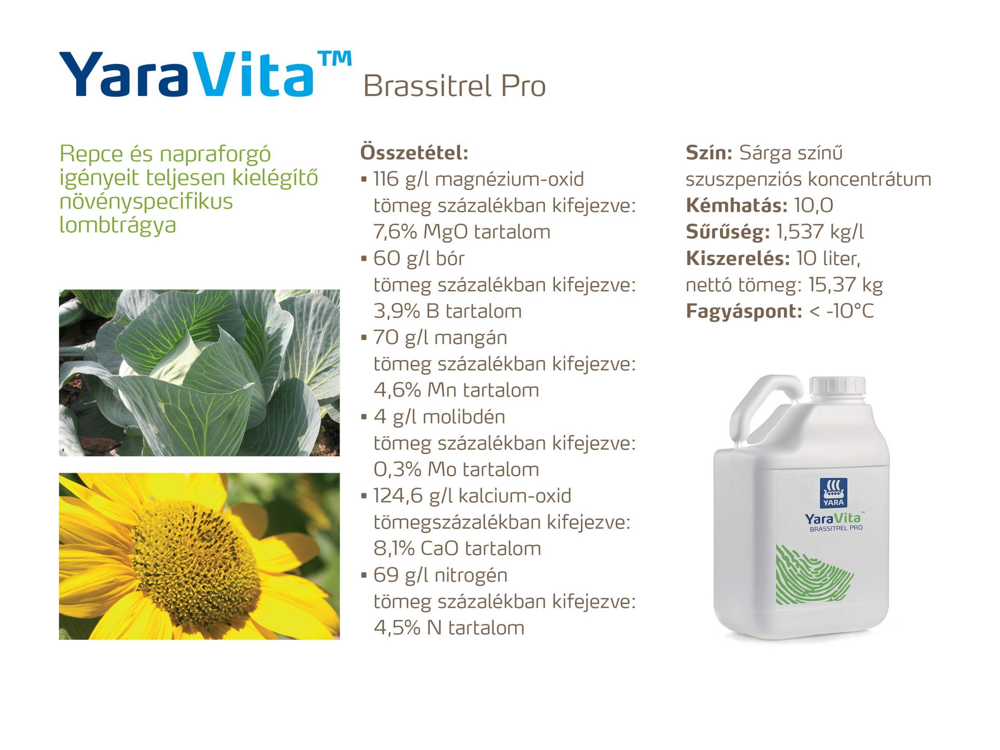 YaraVita™ Brassitrel Pro
Repce és napraforgó
igényeit teljesen kielégítő
növényspecifikus
lombtrágya
Összetétel:
▪ 116 g/l magnézium-oxid
tömeg százalékban kifejezve:
7,6% MgO tartalom
▪ 60 g/l bór
tömeg százalékban kifejezve:
3,9% B tartalom
▪ 70 g/l mangán
tömeg százalékban kifejezve:
4,6% Mn tartalom
▪ 4 g/l molibdén
tömeg százalékban kifejezve:
0,3% Mo tartalom
▪ 124,6 g/l kalcium-oxid
tömegszázalékban kifejezve:
8,1% CaO tartalom
▪ 69 g/l nitrogén
tömeg százalékban kifejezve:
4,5% N tartalom
Szín: Sárga színű
szuszpenziós koncentrátum
Kémhatás: 10,0
Sűrűség: 1,537 kg/l
Kiszerelés: 10 liter,
nettó tömeg: 15,37 kg
Fagyáspont: < -10°C
YARA
YaraVita™
BRASSITREL PRO